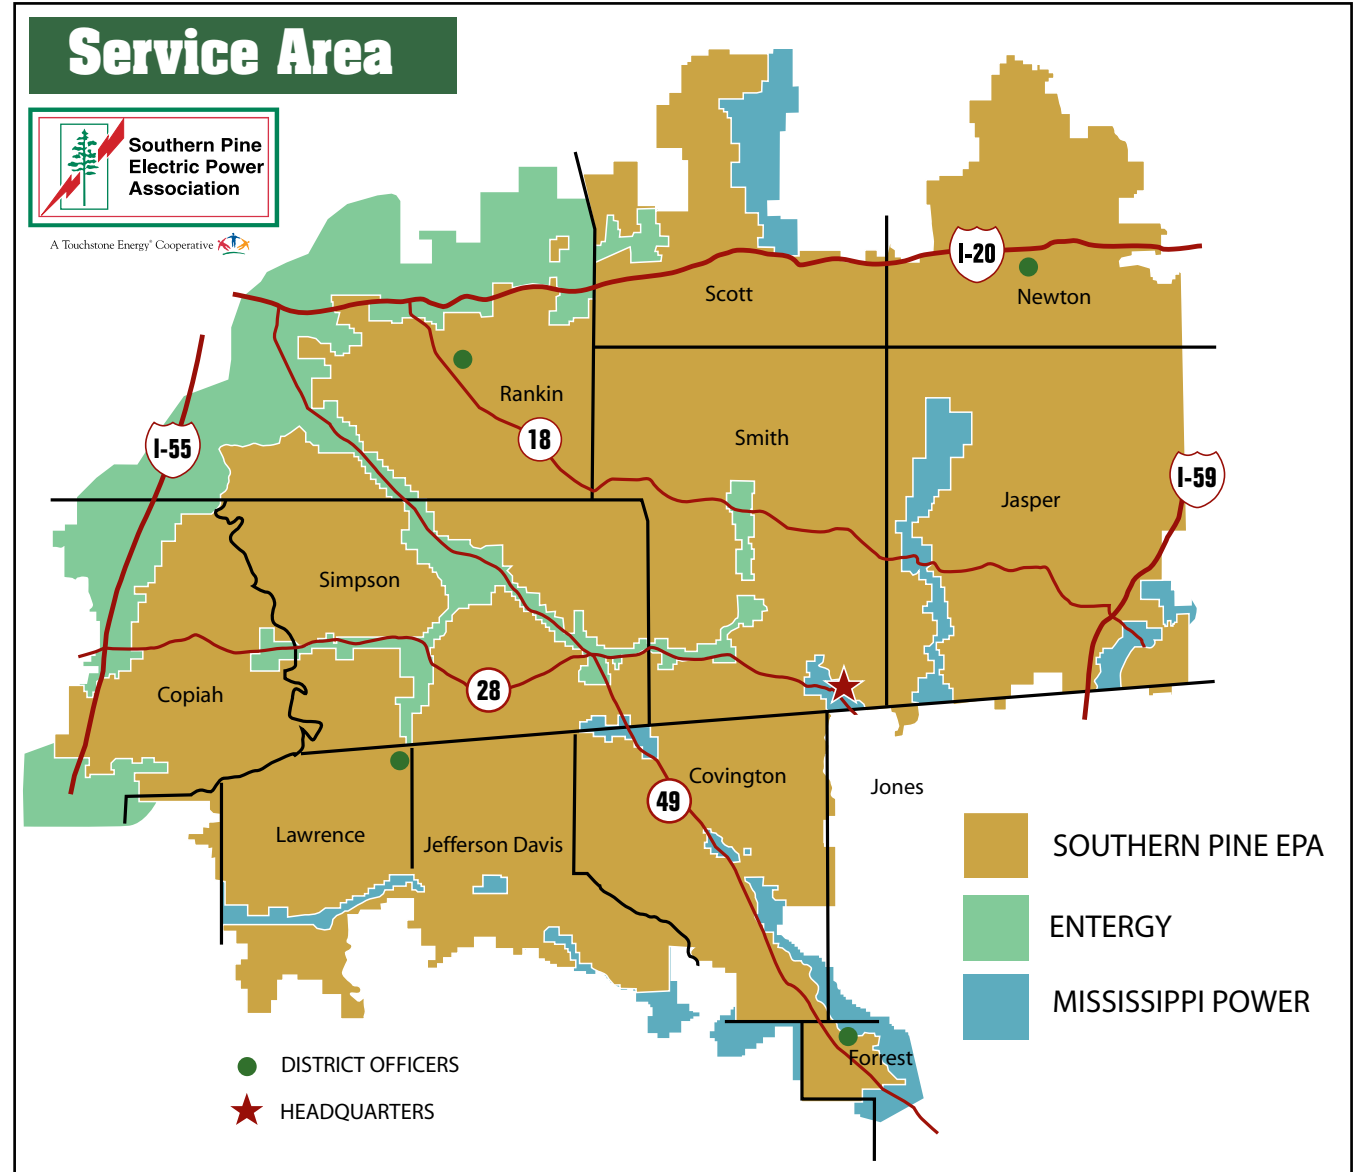 Service Area
Southern Pine
Electric Power
Association
A Touchstone Energy® Cooperative
I-20
Scott
Newton
Rankin
18
Smith
I-55
I-59
Jasper
Simpson
Copiah
28
Covington
Jones
49
Lawrence
Jefferson Davis
SOUTHERN PINE EPA
ENTERGY
MISSISSIPPI POWER
Forrest
DISTRICT OFFICERS
HEADQUARTERS